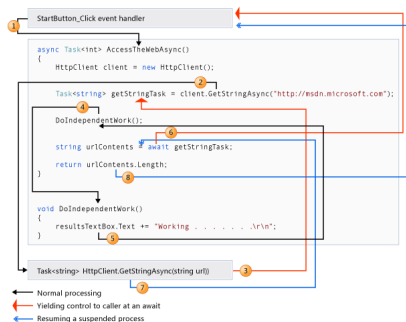 StartButton_Click event handler
1
async Task<int> AccessTheWebAsync()
{
HttpClient client = new HttpClient();
2
Task<string> getStringTask = client.GetStringAsync("http://msdn.microsoft.com");
4
DoIndependentWork();
6
string urlContents = await getStringTask;
return urlContents.Length;
8
}
void DoIndependentWork()
{
resultsTextBox.Text += "Working . . . . . . .\r\n";
5
}
Task<string> HttpClient.GetStringAsync(string url))
3
7
Normal processing
Yielding control to caller at an await
Resuming a suspended process